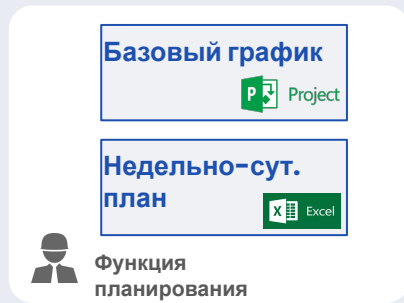 Базовый график
P Project
Недельно-сут.
план
X Excel
Функция
планирования